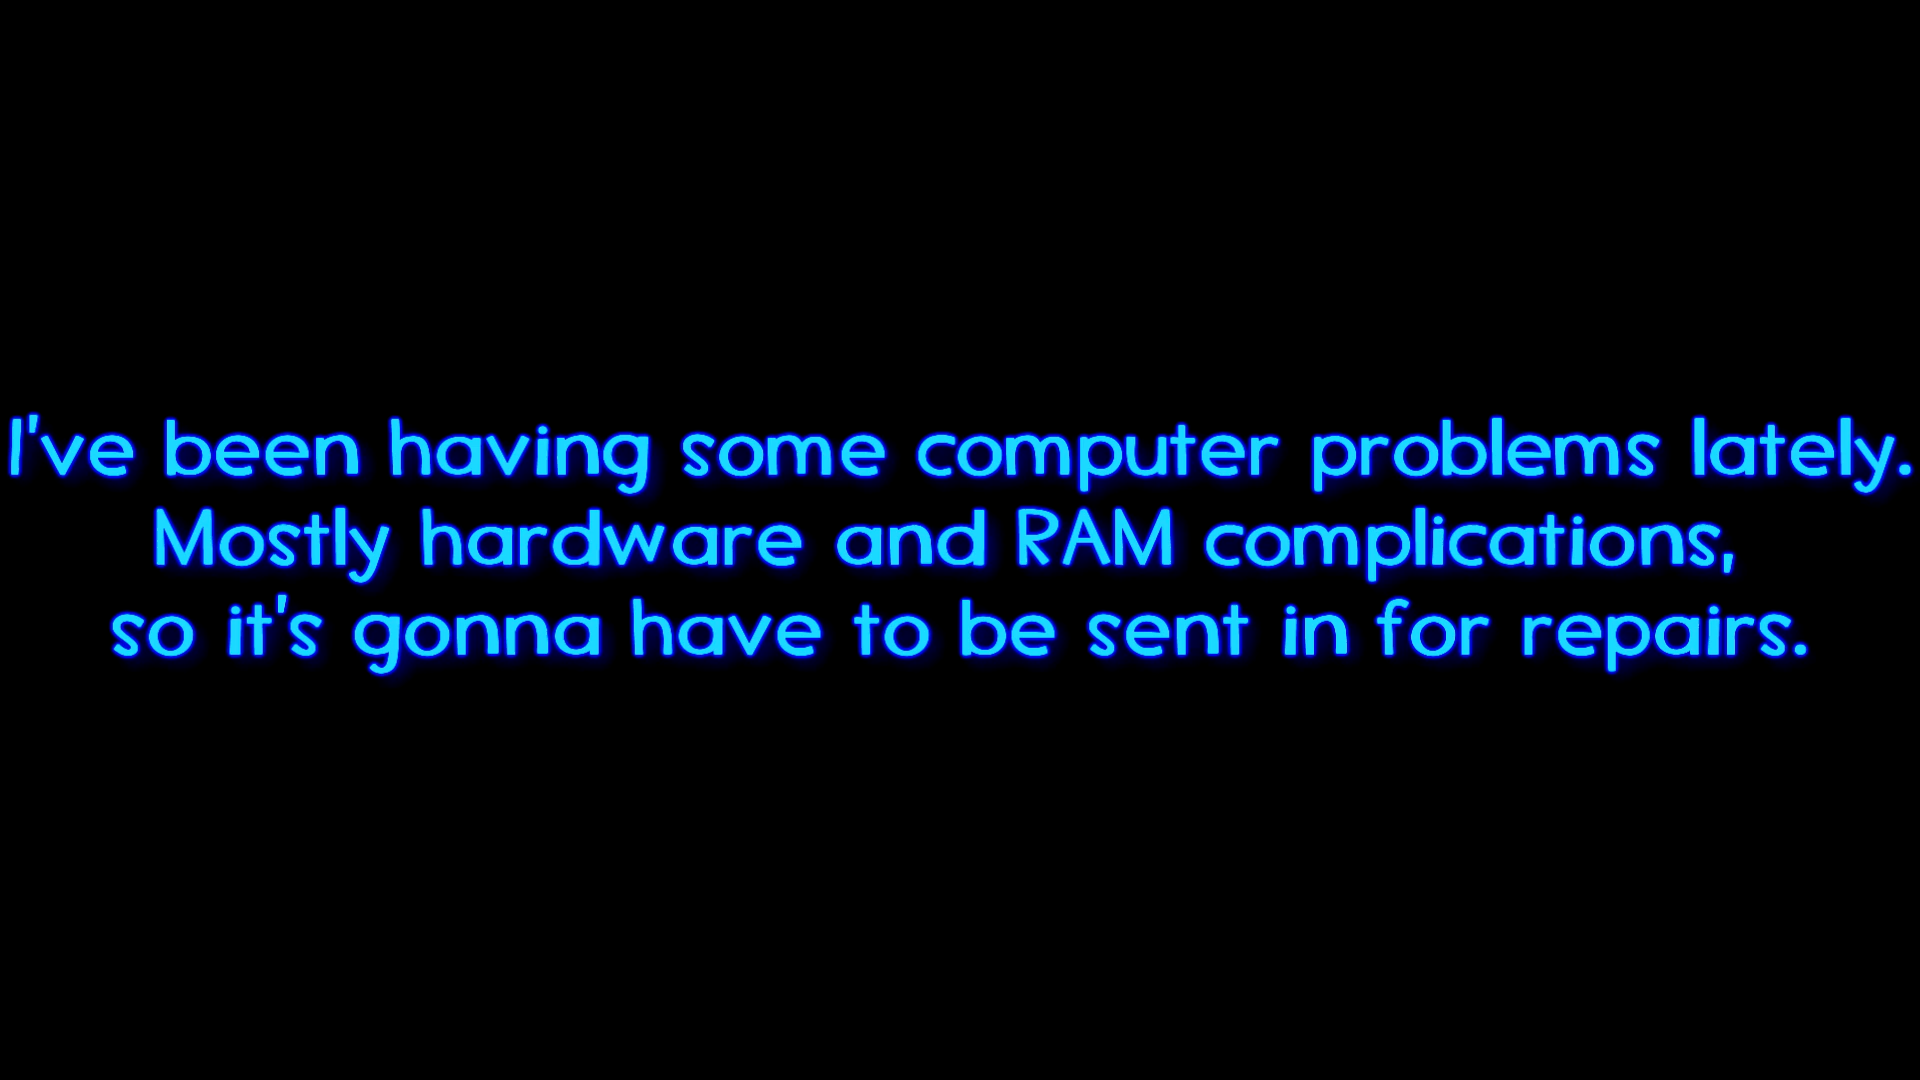 I've been having some computer problems lately.
Mostly hardware and RAM complications,
so it's gonna have to be sent in for repairs.